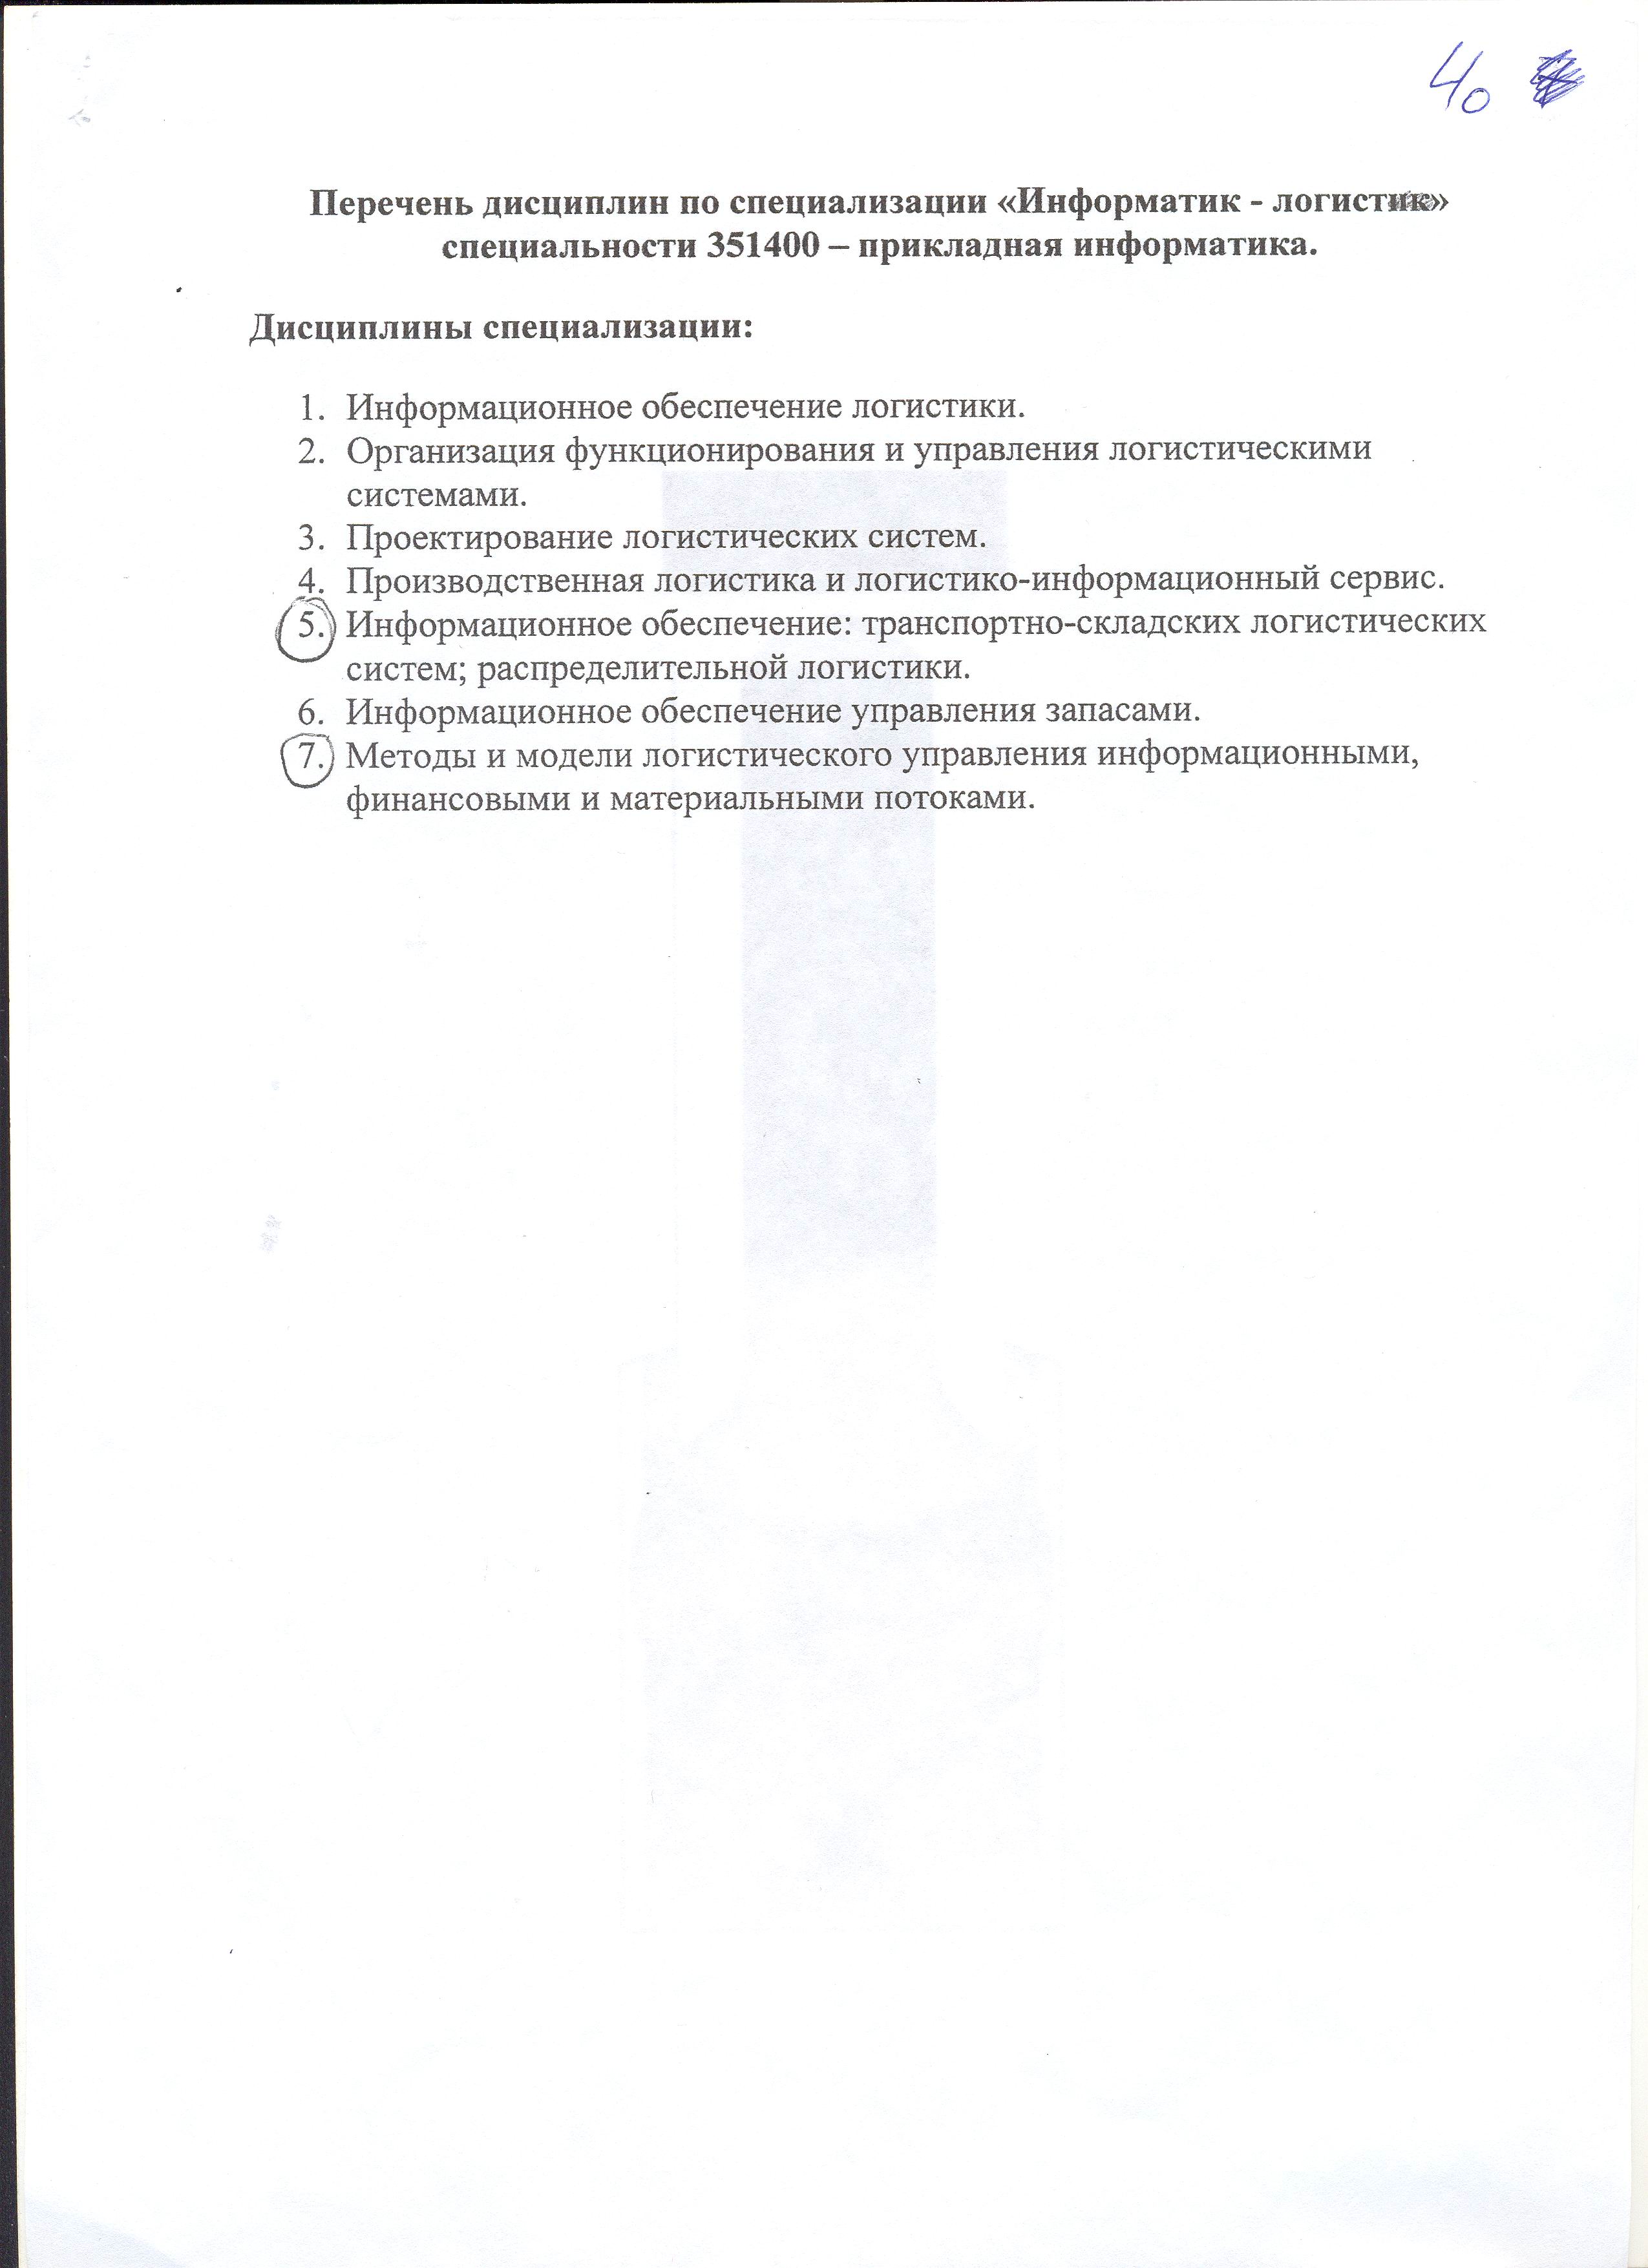 40
Перечень дисциплин по специализации «Информатик - логистик»
специальности 351400 – прикладная информатика.
Дисциплины специализации:
1. Информационное обеспечение логистики.
2. Организация функционирования и управления логистическими
системами.
3. Проектирование логистических систем.
4. Производственная логистика и логистико-информационный сервис.
5. Информационное обеспечение: транспортно-складских логистических
систем; распределительной логистики.
6. Информационное обеспечение управления запасами.
7. Методы и модели логистического управления информационными,
финансовыми и материальными потоками.